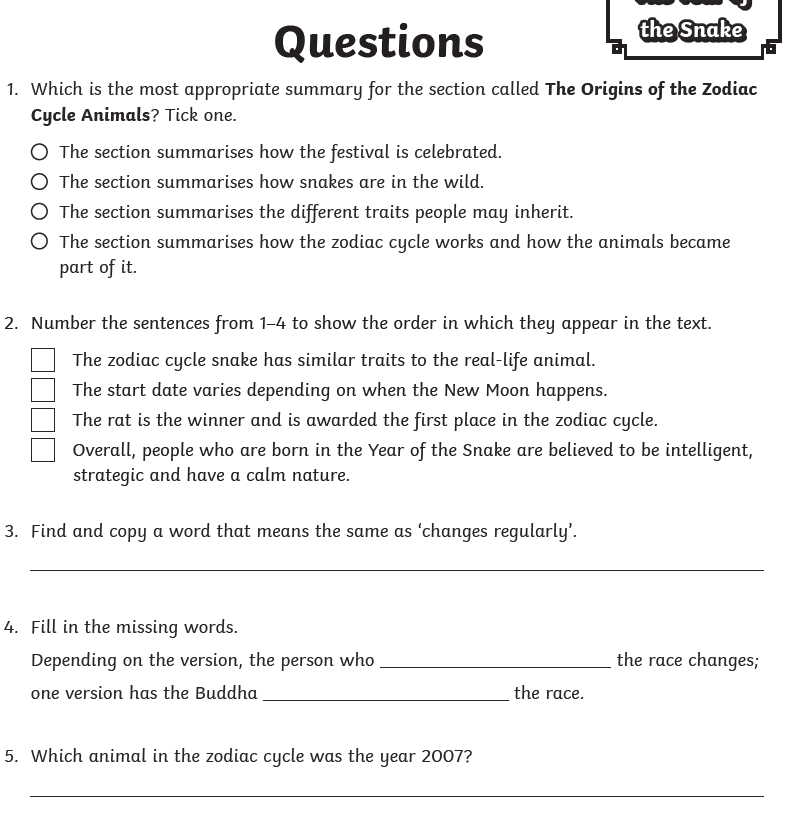 the Snake
Questions
1. Which is the most appropriate summary for the section called The Origins of the Zodiac
Cycle Animals? Tick one.
The section summarises how the festival is celebrated.
The section summarises how snakes are in the wild.
The section summarises the different traits people may inherit.
The section summarises how the zodiac cycle works and how the animals became
part of it.
2. Number the sentences from 1–4 to show the order in which they appear in the text.
The zodiac cycle snake has similar traits to the real-life animal.
The start date varies depending on when the New Moon happens.
The rat is the winner and is awarded the first place in the zodiac cycle.
Overall, people who are born in the Year of the Snake are believed to be intelligent,
strategic and have a calm nature.
3. Find and copy a word that means the same as ‘changes regularly’.
4. Fill in the missing words.
Depending on the version, the person who ______ the race changes;
one version has the Buddha ______ the race.
5. Which animal in the zodiac cycle was the year 2007?